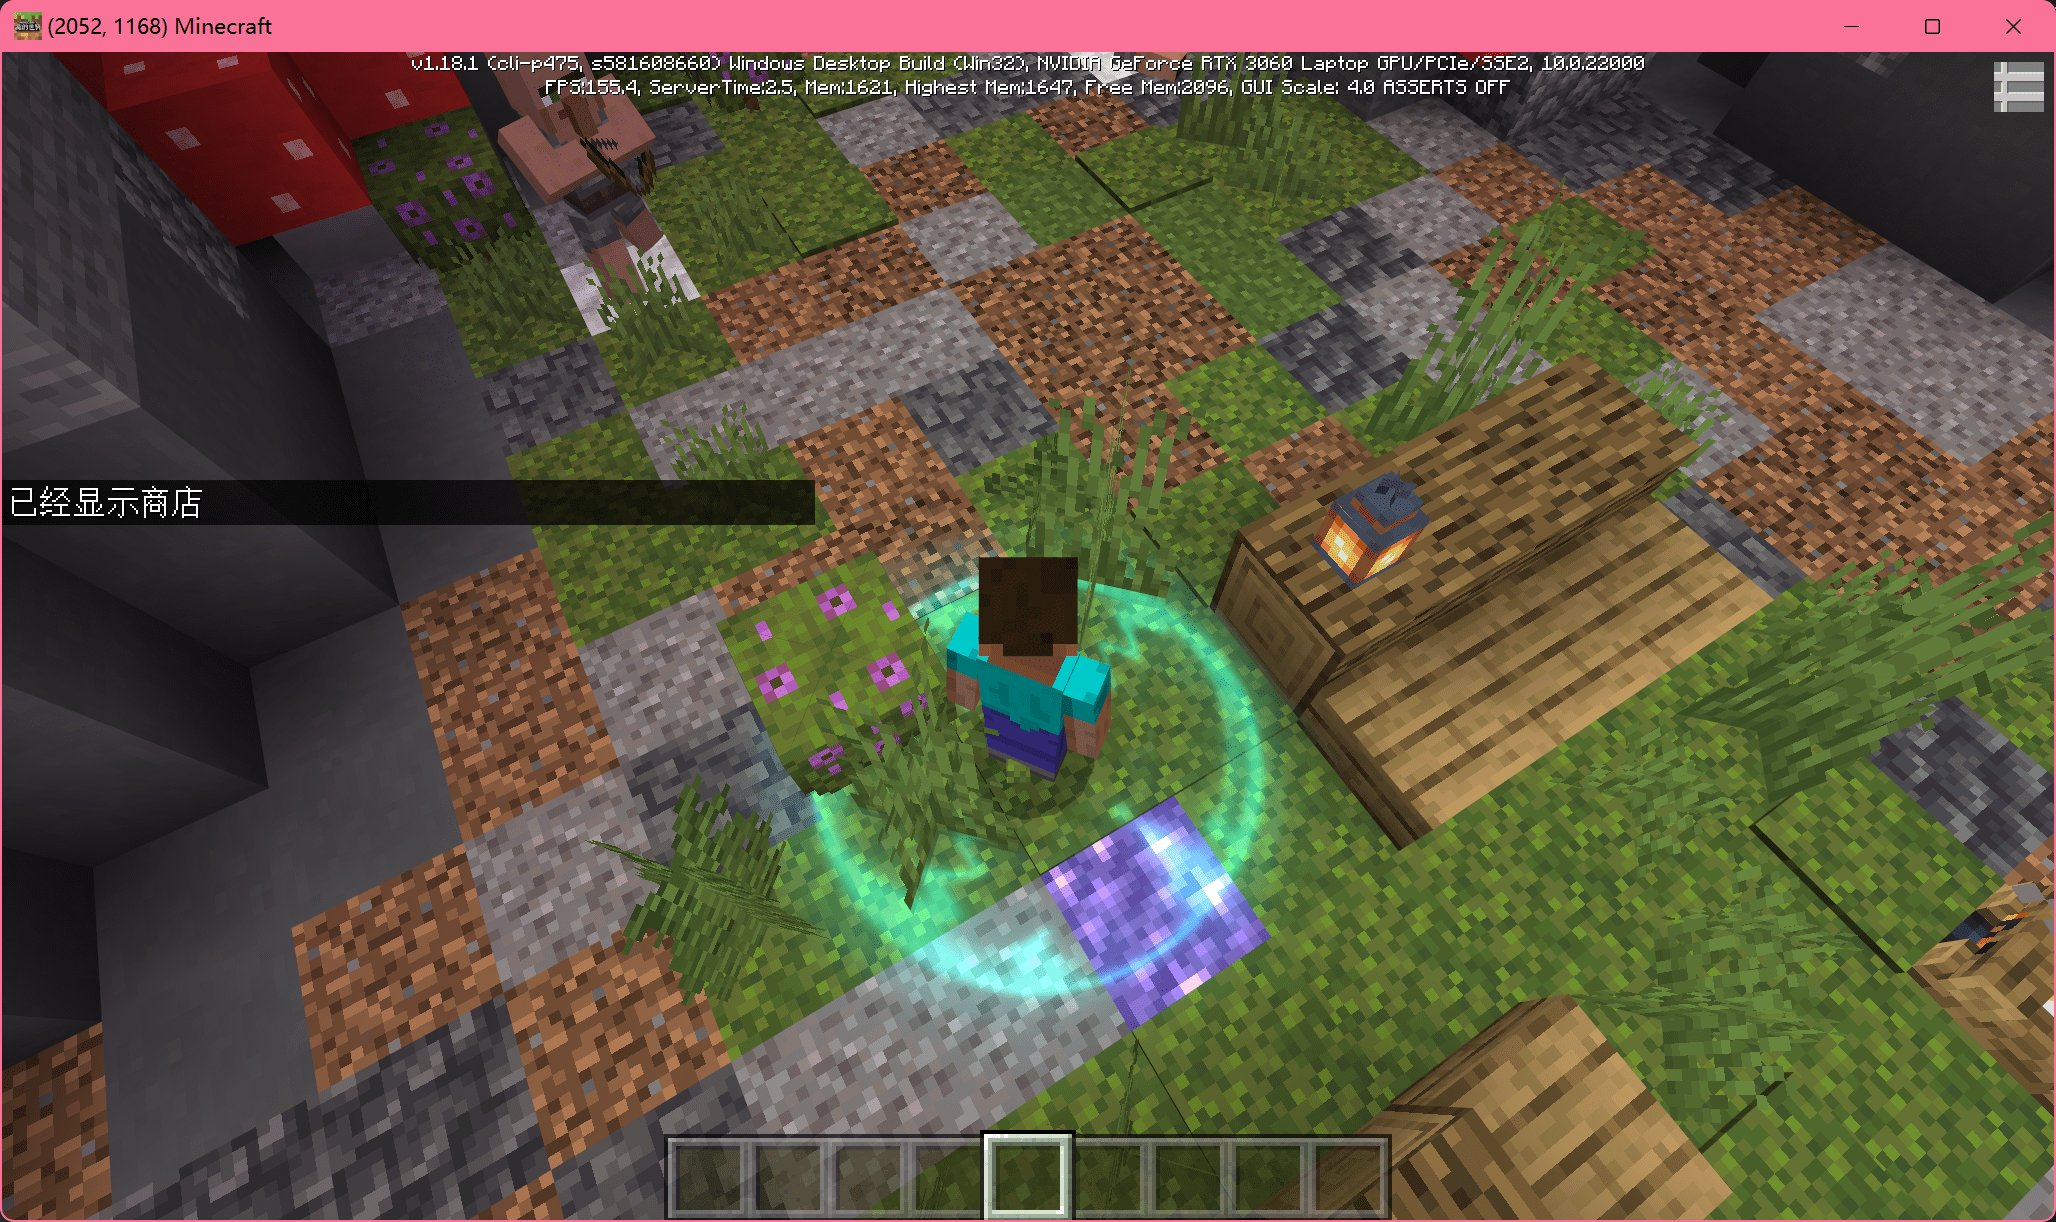 (2052, 1168) Minecraft
v1.18.1 (cli-p475, s581608660) Windows Desktop Build (Win32), NVIDIA GeForce RTX 3060 Laptop GPU/PCIe/SSE2, 10.0.22000
FPS:155.4, ServerTime:2.5, Mem:1621, Highest Mem:1647, Free Mem:2096, GUI Scale: 4.0 ASSERTS OFF
已经显示商店